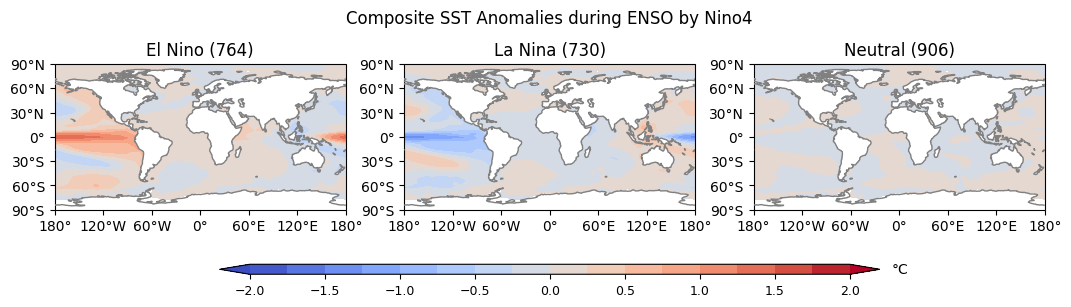 Composite SST Anomalies during ENSO by Nino4
El Nino (764)
La Nina (730)
Neutral (906)
90°N
60°N
30°N
0°
30°S
60°S
90°S
180° 120°W 60°W 0° 60°E 120°E 180°
90°N
60°N
30°N
0°
30°S
60°S
90°S
180° 120°W 60°W 0° 60°E 120°E 180°
90°N
60°N
30°N
0°
30°S
60°S
90°S
180° 120°W 60°W 0° 60°E 120°E 180°
−2.0 −1.5 −1.0 −0.5 0.0 0.5 1.0 1.5 2.0
°C